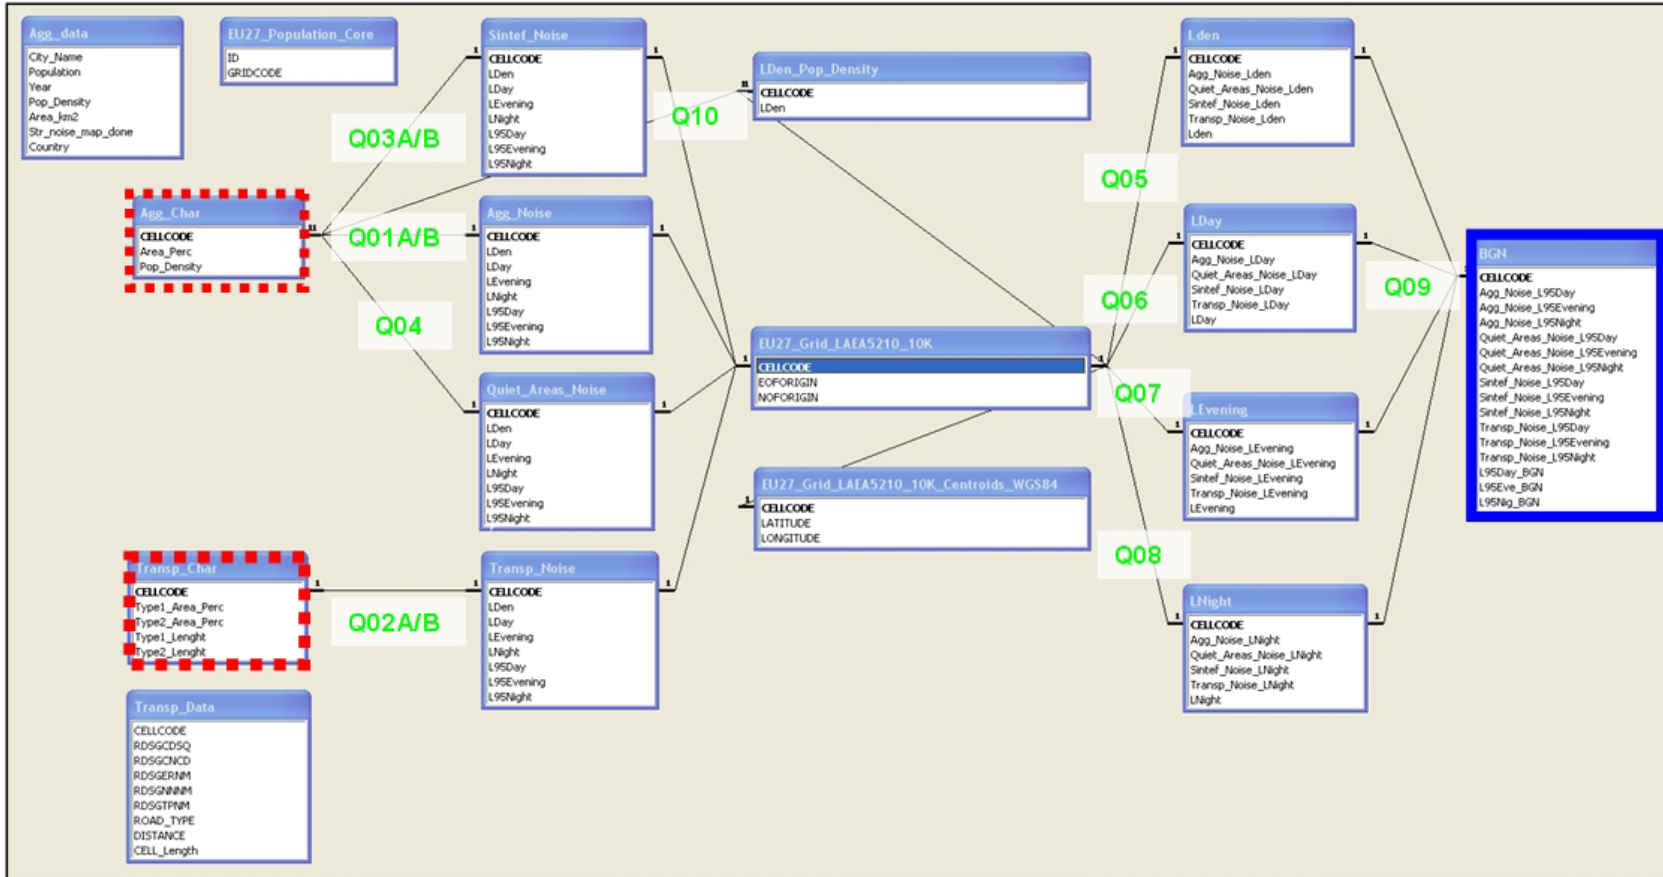 Agg_data
City_Name
Population
Year
Pop_Density
Area_km2
Str_noise_map_done
Country
EU27_Population_Core
ID
GRIDCODE
Agg_Char
CELLCODE
Area_Perc
Pop_Density
Transp_Char
CELLCODE
Type1_Area_Perc
Type2_Area_Perc
Type1_Lenght
Type2_Lenght
Transp_Data
CELLCODE
RDSGCDSQ
RDSGCNCD
RDSGERNM
RDSGNNNM
RDSGTPNM
ROAD_TYPE
DISTANCE
CELL_Length
Q03A/B
Q01A/B
Q04
Q02A/B
Sintef_Noise
CELLCODE
LDen
LDay
LEvening
LNight
L95Day
L95Evening
L95Night
Agg_Noise
CELLCODE
LDen
LDay
LEvening
LNight
L95Day
L95Evening
L95Night
Quiet_Areas_Noise
CELLCODE
LDen
LDay
LEvening
LNight
L95Day
L95Evening
L95Night
Transp_Noise
CELLCODE
LDen
LDay
LEvening
LNight
L95Day
L95Evening
L95Night
Q10
LDen_Pop_Density
CELLCODE
LDen
EU27_Grid_LAEA5210_10K
CELLCODE
EOFORIGIN
NOFORIGIN
EU27_Grid_LAEA5210_10K_Centroids_WGS84
CELLCODE
LATITUDE
LONGITUDE
Q05
Q06
Q07
Q08
Lden
CELLCODE
Agg_Noise_Lden
Quiet_Areas_Noise_Lden
Sintef_Noise_Lden
Transp_Noise_Lden
Lden
LDay
CELLCODE
Agg_Noise_LDay
Quiet_Areas_Noise_LDay
Sintef_Noise_LDay
Transp_Noise_LDay
LDay
LEvening
CELLCODE
Agg_Noise_LEvening
Quiet_Areas_Noise_LEvening
Sintef_Noise_LEvening
Transp_Noise_LEvening
LEvening
LNight
CELLCODE
Agg_Noise_LNight
Quiet_Areas_Noise_LNight
Sintef_Noise_LNight
Transp_Noise_LNight
LNight
Q09
BGN
CELLCODE
Agg_Noise_L95Day
Agg_Noise_L95Evening
Agg_Noise_L95Night
Quiet_Areas_Noise_L95Day
Quiet_Areas_Noise_L95Evening
Quiet_Areas_Noise_L95Night
Sintef_Noise_L95Day
Sintef_Noise_L95Evening
Sintef_Noise_L95Night
Transp_Noise_L95Day
Transp_Noise_L95Evening
Transp_Noise_L95Night
L95Day_BGN
L95Eve_BGN
L95Nig_BGN